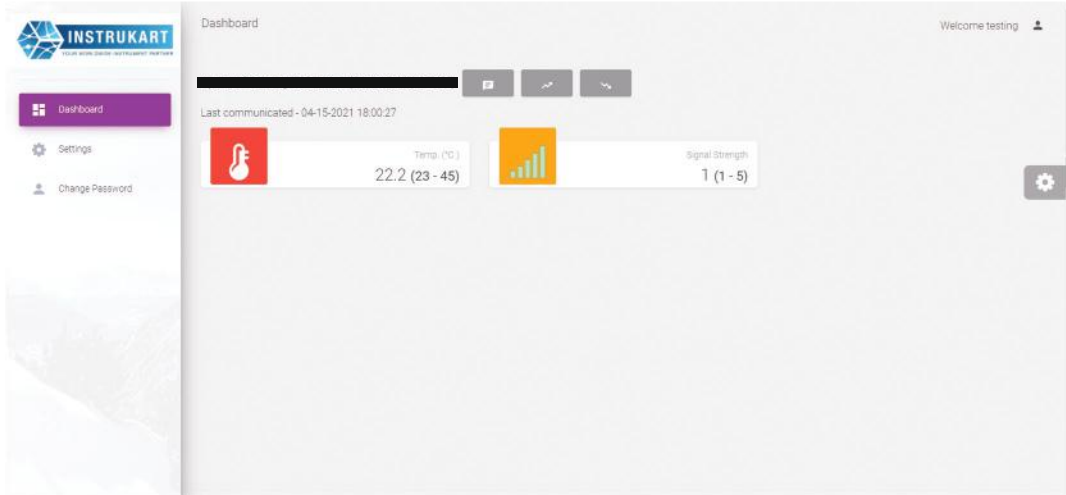 INSTRUKART
Dashboard
Settings
Change Password
Dashboard
Welcome testing
Last communicated - 04-15-2021 18:00:27
Temp. (°C )
22.2 (23 - 45)
Signal Strength
1 (1 - 5)